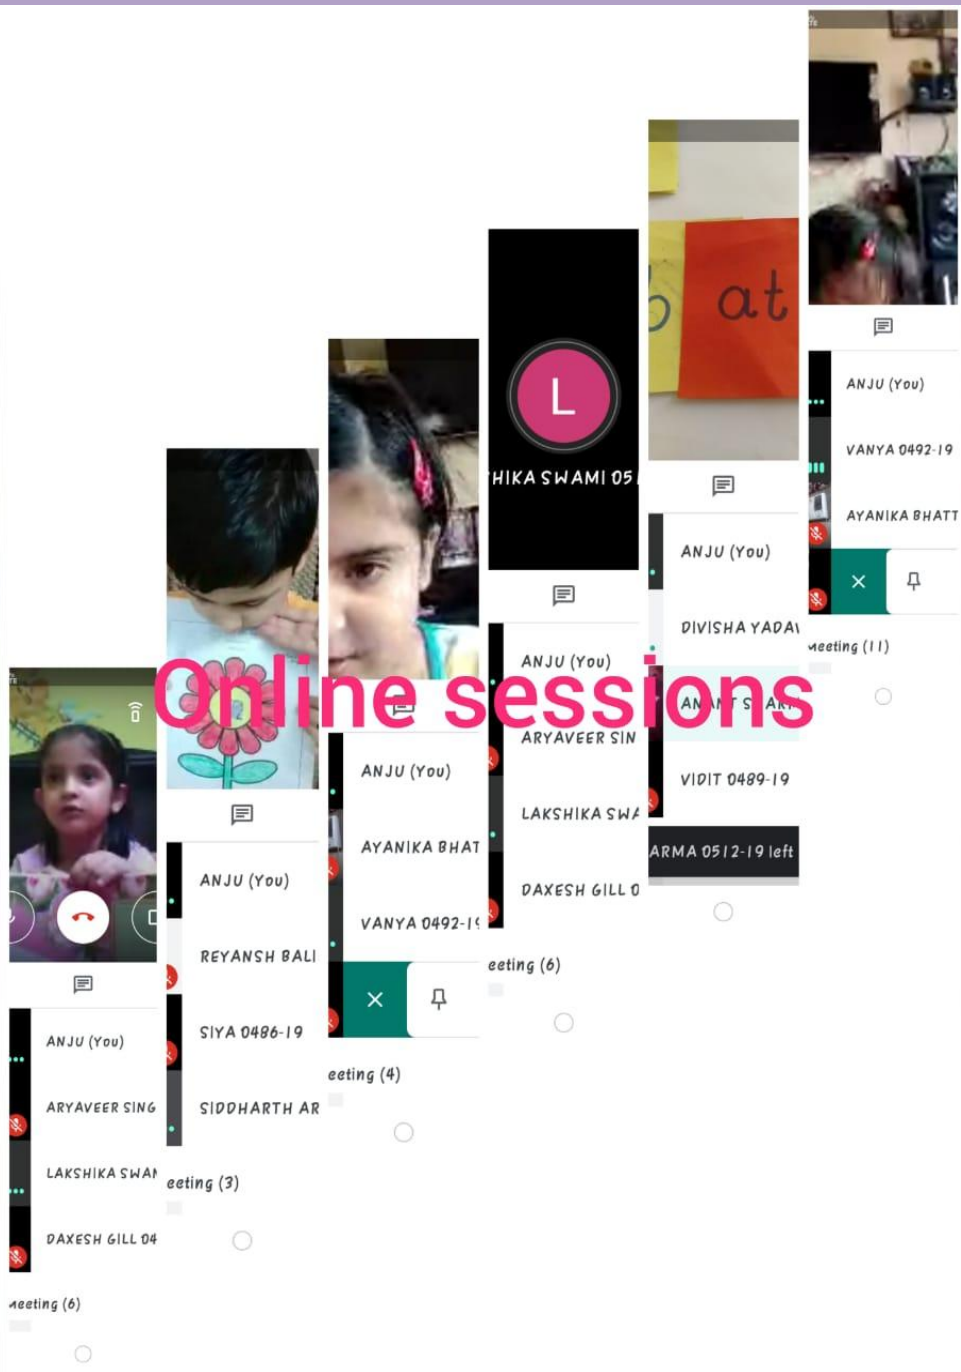 Online sessions
ANJU (You)
ARYAVEER SING
LAKSHIKA SWAN
DAXESH GILL 04
meeting (6)
ANJU (You)
REYANSH BALI
SIYA 0486-19
SIDDHARTH AR
eeting (3)
ANJU (You)
AYANIKA BHAT
VANYA 0492-19
eeting (4)
L
HIKA SWAMI 05
ANJU (You)
ARYAVEER SIN
LAKSHIKA SWA
DAXESH GILL 0
eeting (6)
at
ANJU (You)
DIVISHA YADAV
VIDIT 0489-19
ARMA 0512-19 left
ANJU (You)
VANYA 0492-19
AYANIKA BHATT
meeting (11)